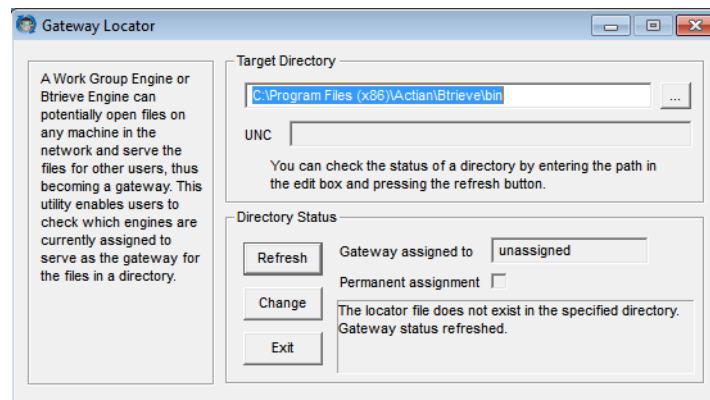 Gateway Locator
A Work Group Engine or
Btrieve Engine can
potentially open files on
any machine in the
network and serve the
files for other users, thus
becoming a gateway. This
utility enables users to
check which engines are
currently assigned to
serve as the gateway for
the files in a directory.
Target Directory
C:\Program Files (x86)\Actian\Btrieve\bin
...
UNC
You can check the status of a directory by entering the path in
the edit box and pressing the refresh button.
Directory Status
Refresh
Gateway assigned to
unassigned
Permanent assignment
Change
The locator file does not exist in the specified directory.
Gateway status refreshed.
Exit